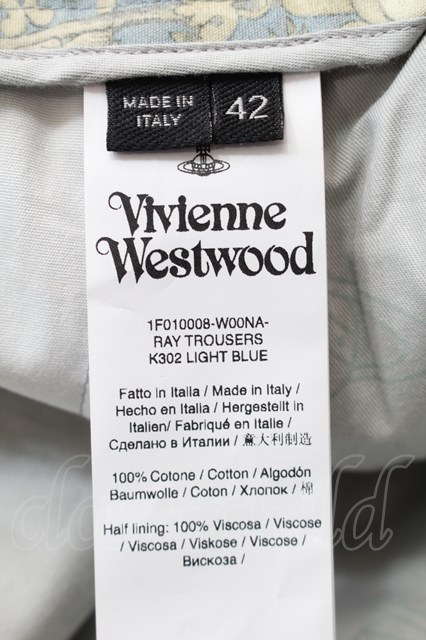 MADE IN
ITALY
42
Vivienne
Westwood
1F010008-W00NA-
RAY TROUSERS
K302 LIGHT BLUE
Fatto in Italia / Made in Italy /
Hecho en Italia / Hergestellt in
Italien/ Fabriqué en Italie /
Сделано в Италии / 意大利制造
100% Cotone / Cotton / Algodón
Baumwolle / Coton / Хлопок / 棉
Half lining: 100% Viscosa / Viscose
/ Viscosa / Viskose / Viscose /
Вискоза /